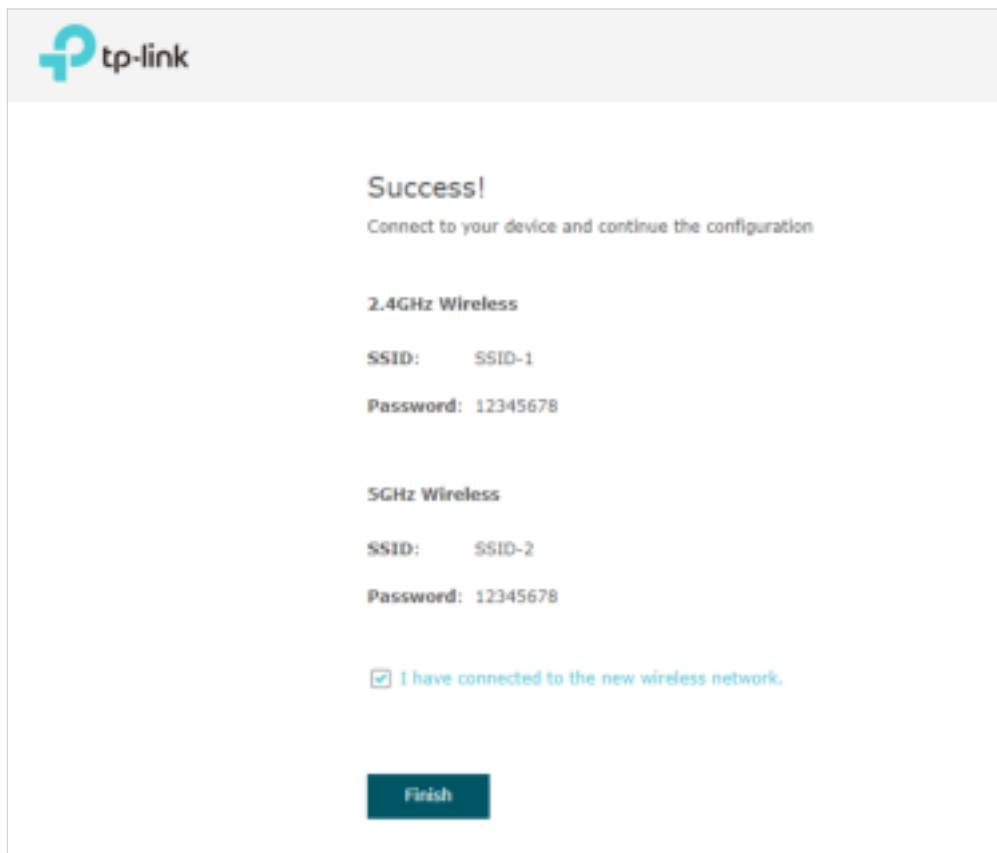 tp-link
Success!
Connect to your device and continue the configuration
2.4GHz Wireless
SSID: SSID-1
Password: 12345678
5GHz Wireless
SSID: SSID-2
Password: 12345678
I have connected to the new wireless network.
Finish